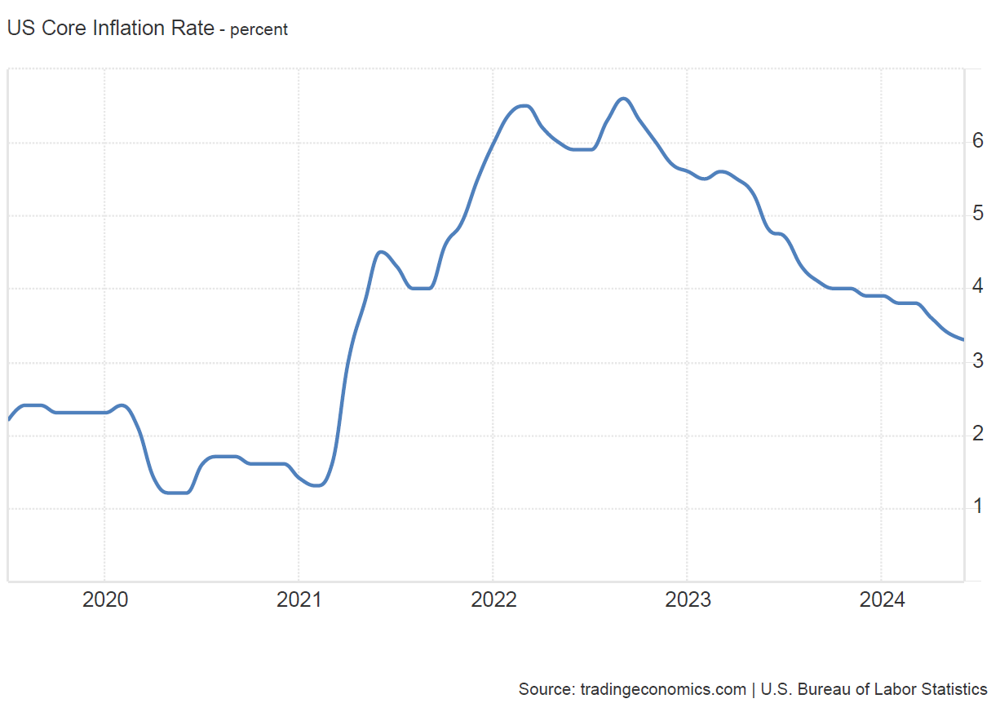 US Core Inflation Rate - percent
6
5
4
3
2
1
2020 2021 2022 2023 2024
Source: tradingeconomics.com | U.S. Bureau of Labor Statistics